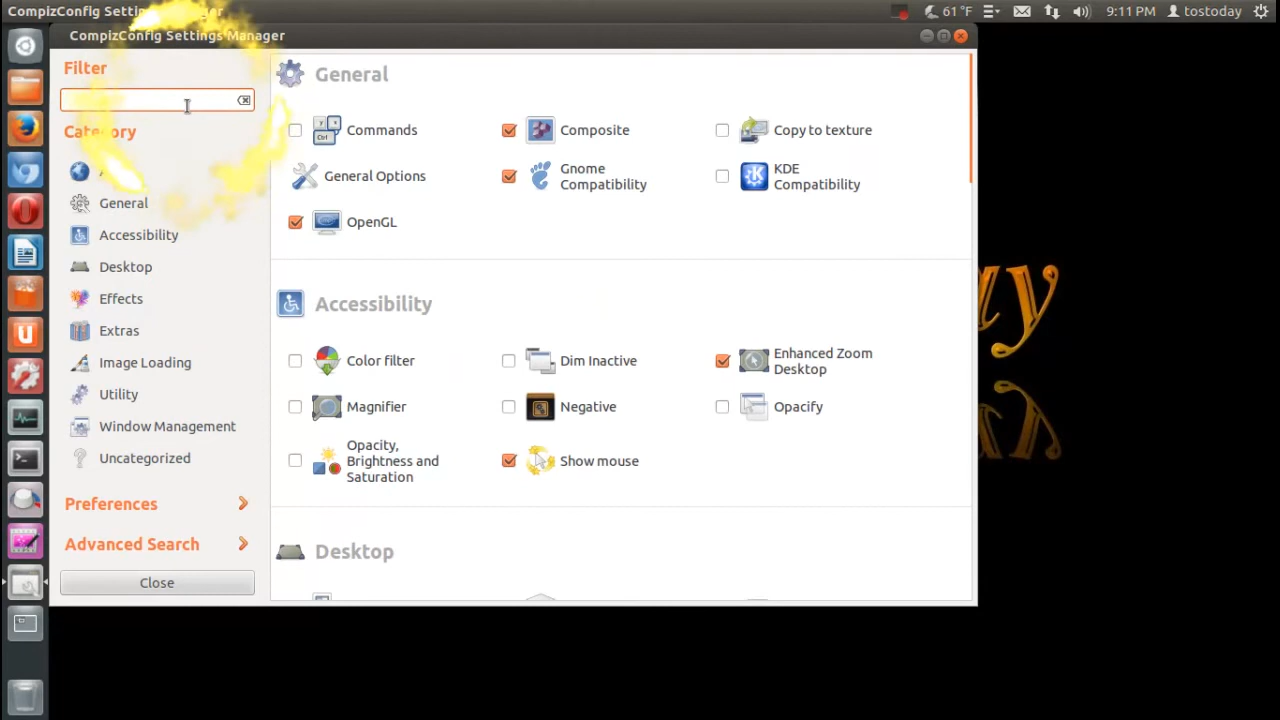 CompizConfig Setti
61 °F
9:11 PM
tostoday
CompizConfig Settings Manager
Filter
Category
General
Accessibility
Desktop
Effects
Extras
Image Loading
Utility
Window Management
Uncategorized
Preferences
Advanced Search
Close
General
Commands
Composite
Copy to texture
General Options
Gnome
Compatibility
KDE
Compatibility
OpenGL
Accessibility
Color filter
Dim Inactive
Enhanced Zoom
Desktop
Magnifier
Negative
Opacify
Opacity,
Brightness and
Saturation
Show mouse
Desktop